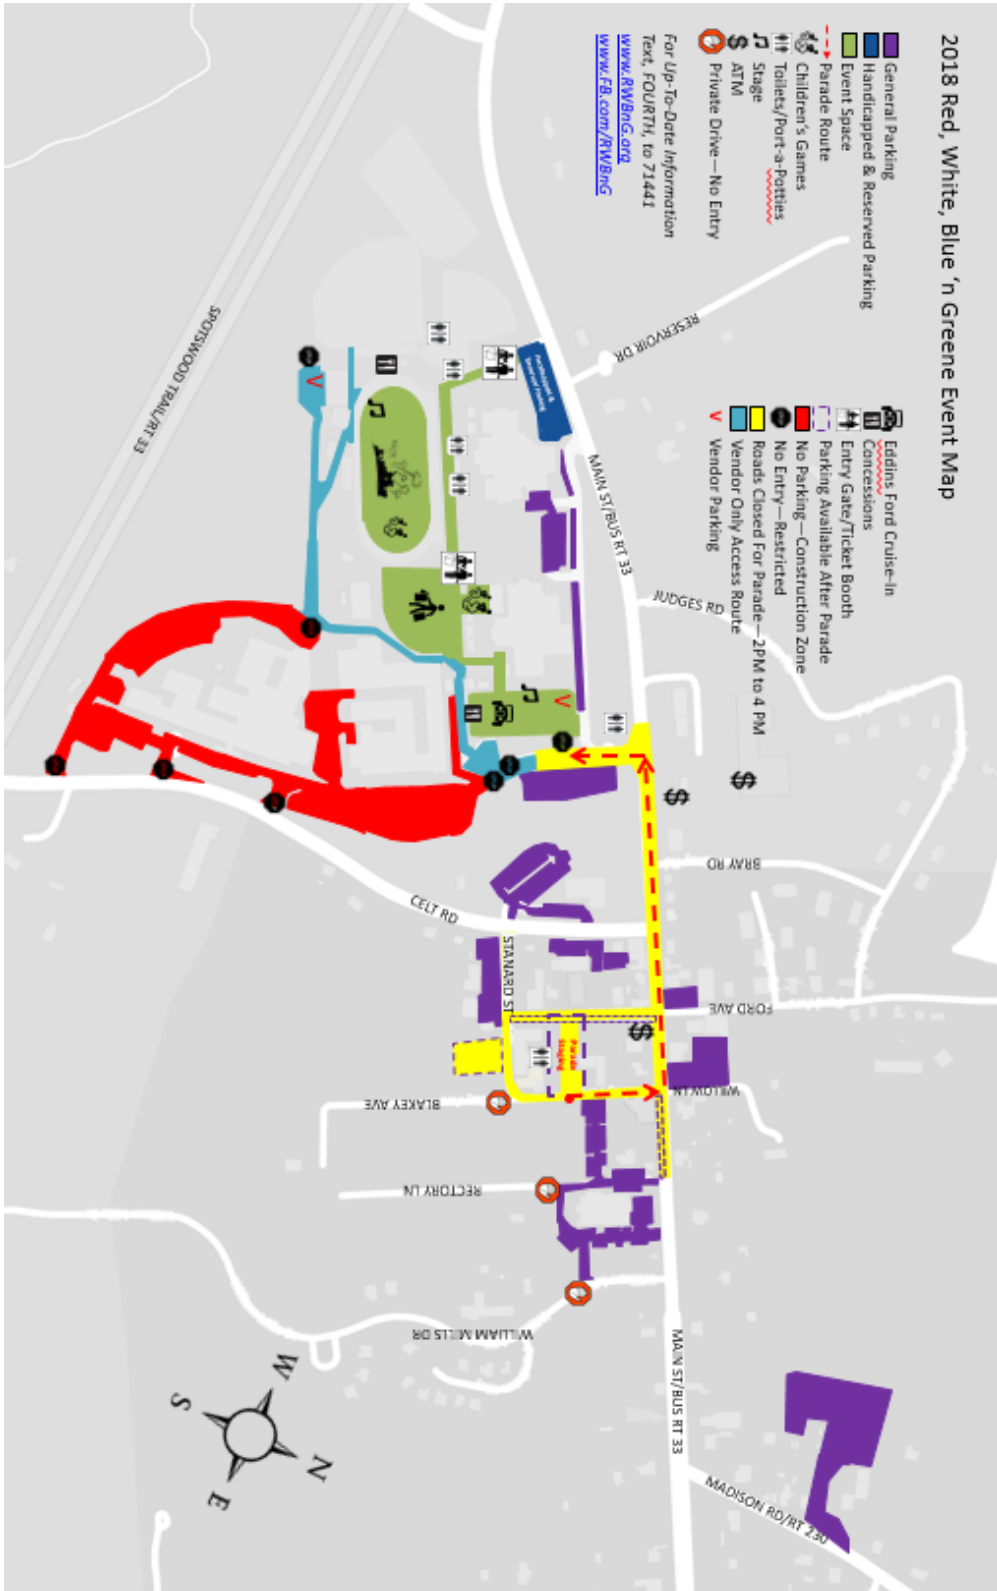 2018 Red, White, Blue 'n Greene Event Map
General Parking
Handicapped & Reserved Parking
Event Space
Parade Route
Children's Games
Toilets/Port-a-Potties
Stage
ATM
Private Drive—No Entry
Eddins Ford Cruise-In
Concessions
Entry Gate/Ticket Booth
Parking Available After Parade
No Parking—Construction Zone
No Entry—Restricted
Roads Closed For Parade—2PM to 4 PM
Vendor Only Access Route
V Vendor Parking
For Up-To-Date Information
Text, FOURTH, to 71441
www.RWBnG.org
www.FB.com/RWBnG
RESERVOIR DR
Handicapped &
Reserved Parking
MAIN ST/BUS RT 33
JUDGES RD
SPOTSWOOD TRAIL/RT 33
V
V
$
$
BRAY RD
CELT RD
STANARD ST
FORD AVE
$
Parade
Staging
WILLOW LN
BLAKEY AVE
RECTORY LN
WILLIAM MILLS DR
MAIN ST/BUS RT 33
MADISON RD/RT 230
W
N
S
E